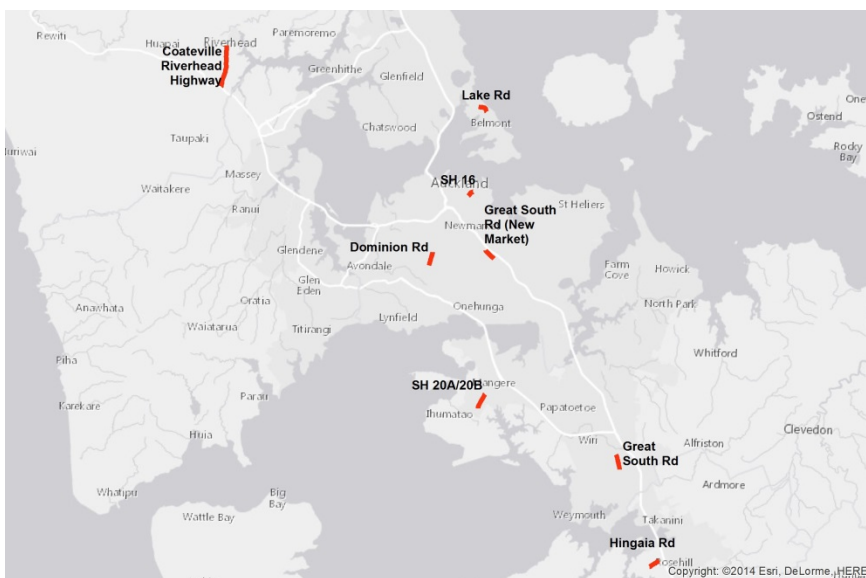 Rewiti
Huapai
Riverhead
Paremoremo
Coateville
Riverhead
Highway
Greenhithe
Glenfield
Lake Rd
Belmont
Chatswood
Taupaki
Ostend
Rocky
Bay
Massey
Waitakere
Ranui
SH 16
Auckland
Great South
Rd (New
Market)
St Heliers
Dominion Rd
Glendene
Avondale
Glen
Eden
Farm
Cove
Howick
North Park
Anawhata
Oratia
Waiatarua
Titirangi
Lynfield
Onehunga
Whitford
Piha
Karekare
Parau
Huia
SH 20A/20B
Ihumatao
Papatoetoe
Wiri
Great
South Rd
Alfriston
Clevedon
Ardmore
Whatipu
Big
Bay
Wattle Bay
Weymouth
Takanini
Hingaia Rd
Copyright: ©2014 Esri, DeLorme, HERE